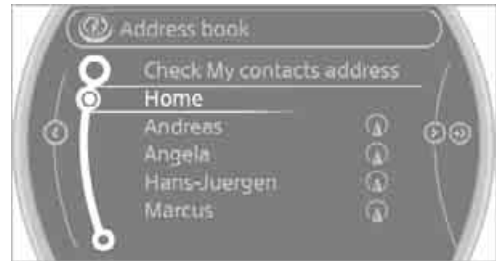 Address book
Check My contacts address
Home
Andreas
Angela
Hans-Juergen
Marcus